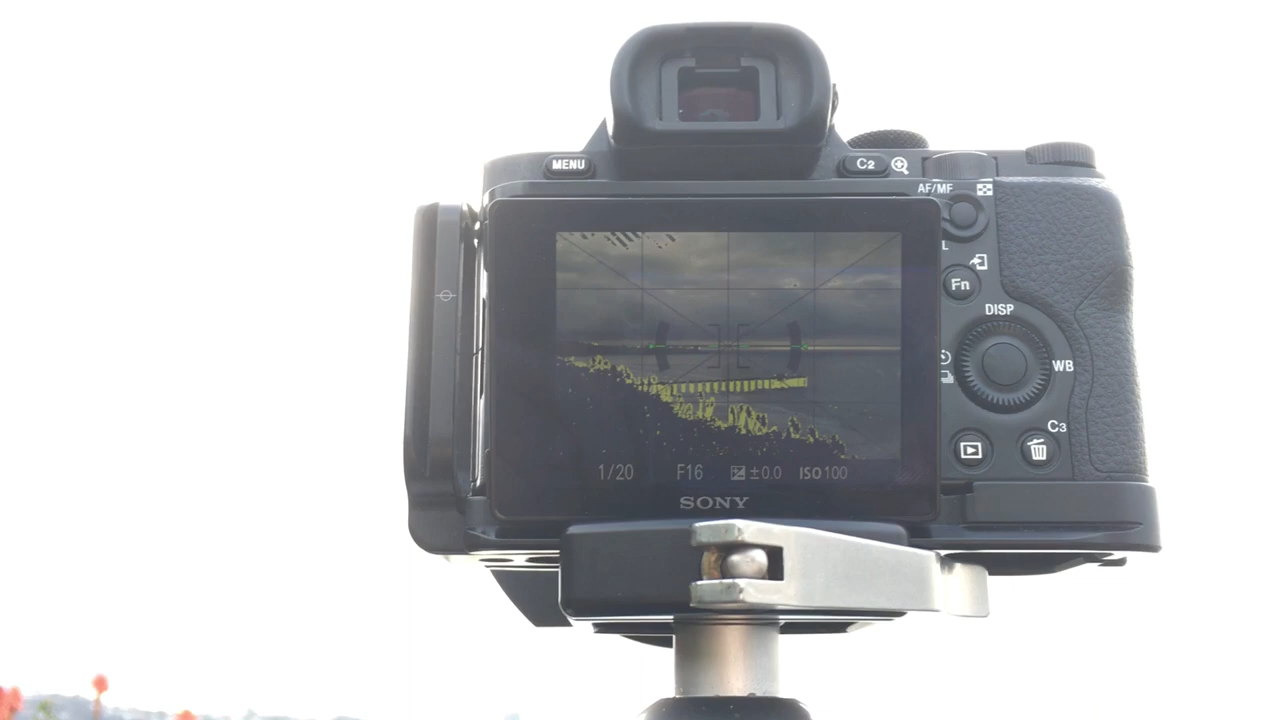 MENU
C2
AF/MF
L
Fn
DISP
WB
C3
1/20 F16 ±0.0 ISO100
SONY